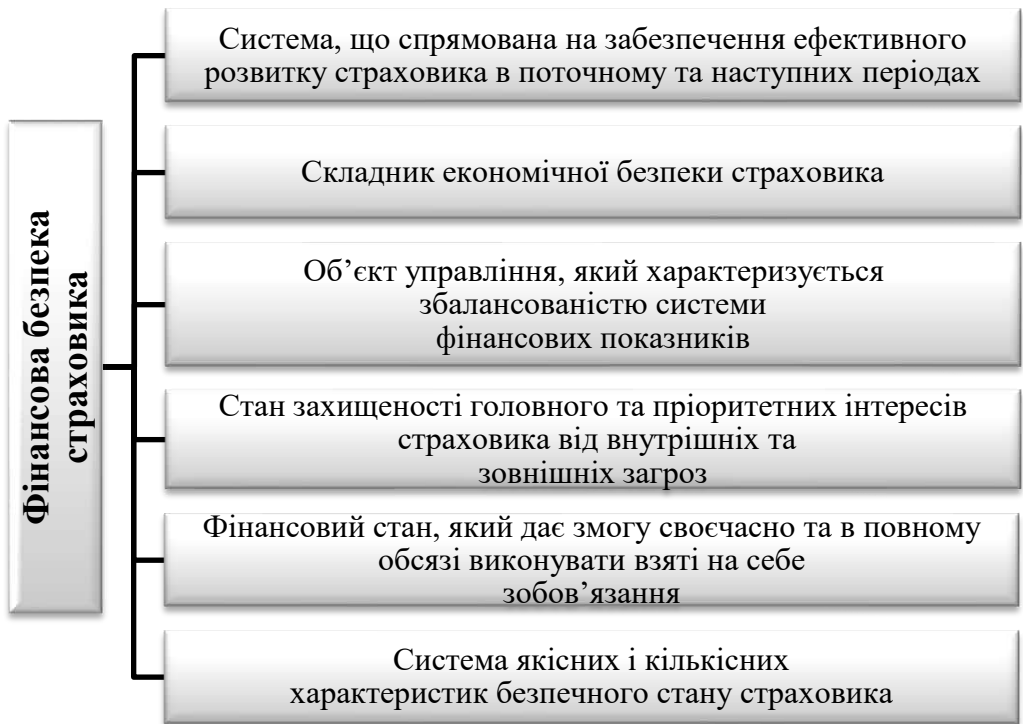 Фінансова безпека
страховика
Система, що спрямована на забезпечення ефективного
розвитку страховика в поточному та наступних періодах
Складник економічної безпеки страховика
Об’єкт управління, який характеризується
збалансованістю системи
фінансових показників
Стан захищеності головного та пріоритетних інтересів
страховика від внутрішніх та
зовнішніх загроз
Фінансовий стан, який дає змогу своєчасно та в повному
обсязі виконувати взяті на себе
зобов’язання
Система якісних і кількісних
характеристик безпечного стану страховика